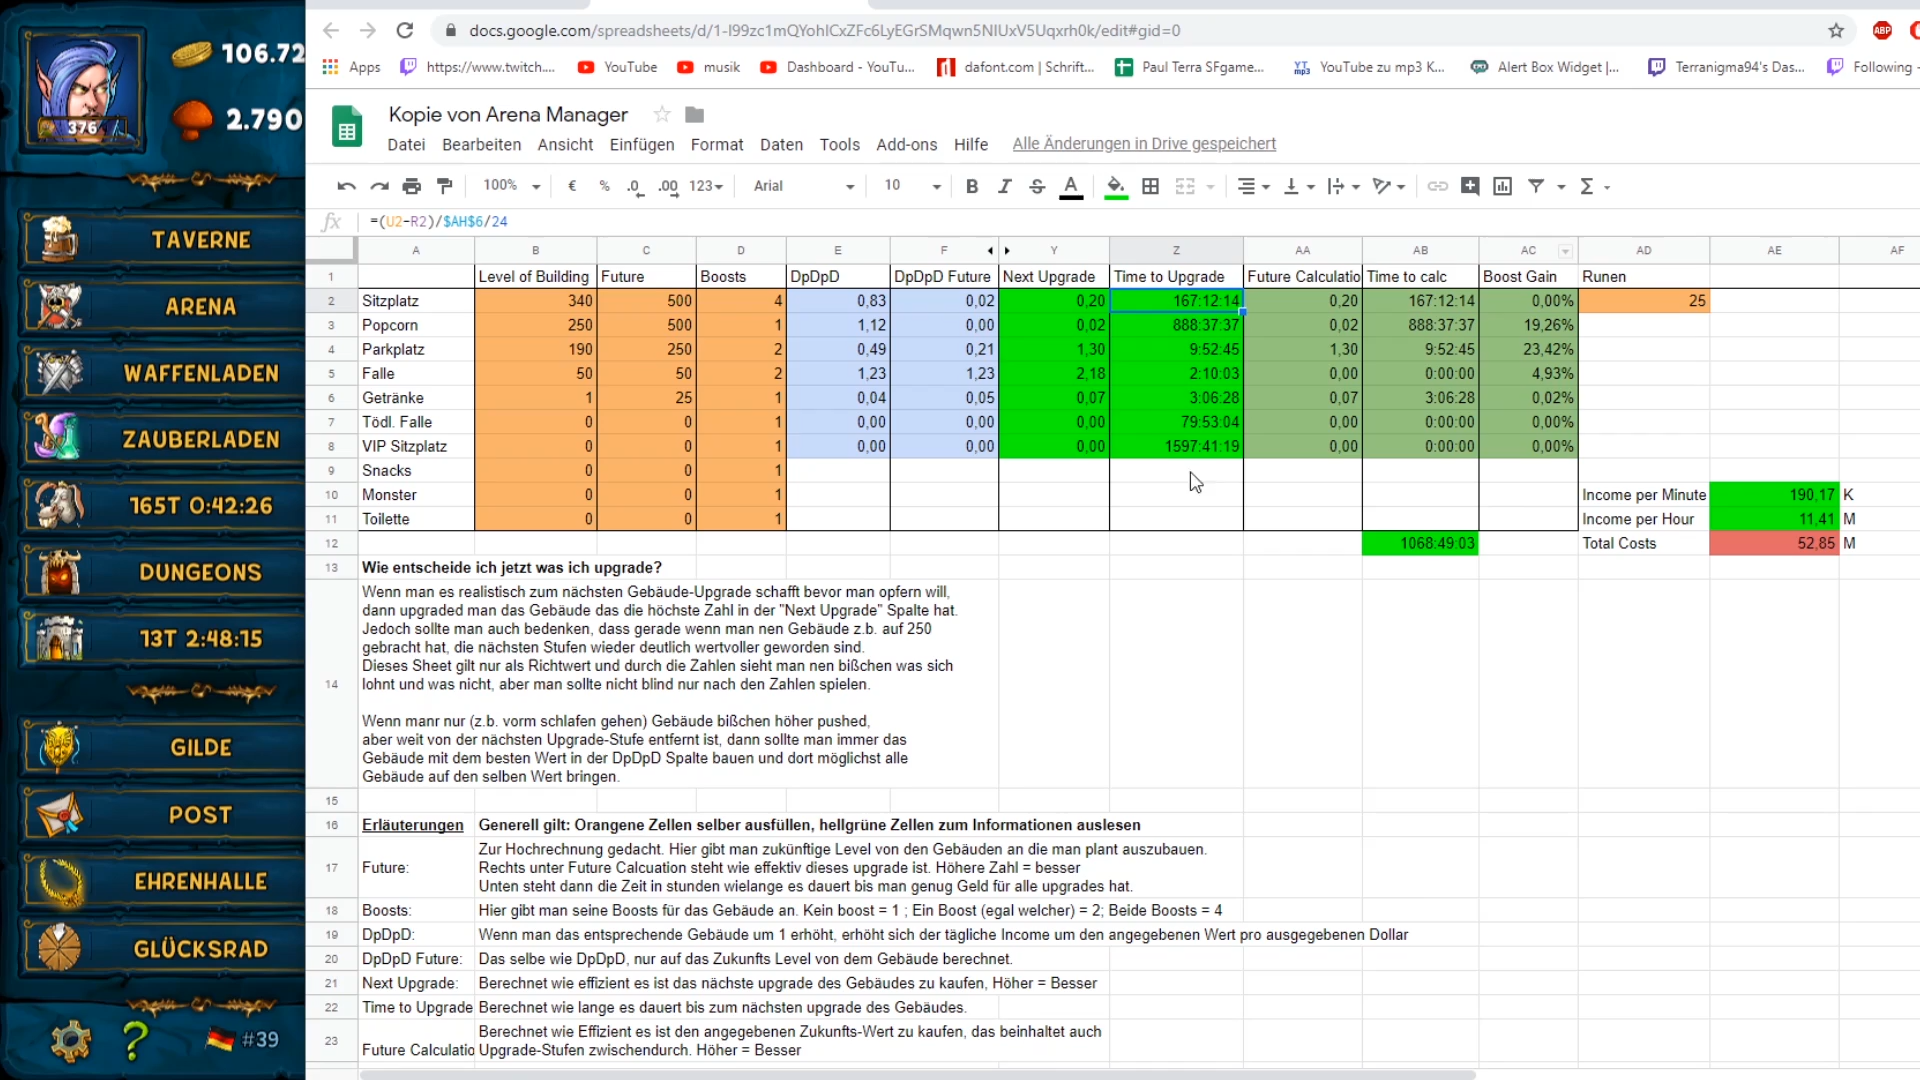 106.72
2.790
376
TAVERNE
ARENA
WAFFENLADEN
ZAUBERLADEN
165T 0:42:26
DUNGEONS
13T 2:48:15
GILDE
POST
EHRENHALLE
GLÜCKSRAD
#39
docs.google.com/spreadsheets/d/1-I99zc1mQYohICxZFc6LyEGrSMqwn5NIUxV5Uqxrh0k/edit#gid=0
ABP
Apps https://www.twitch.... YouTube musik Dashboard - YouTu... dafont.com | Schrift... Paul Terra SFgame... YouTube zu mp3 K... Alert Box Widget |... Terranigma94's Das... Following -
Kopie von Arena Manager
Datei Bearbeiten Ansicht Einfügen Format Daten Tools Add-ons Hilfe Alle Änderungen in Drive gespeichert
100% € % .0 .00 123 Arial 10 B I S A Σ
fx =(U2-R2)/$AH$6/24
A B C D E F Y Z AA AB AC AD AE AF
1 Level of Building Future Boosts DpDpD DpDpD Future Next Upgrade Time to Upgrade Future Calculatio Time to calc Boost Gain Runen
2 Sitzplatz 340 500 4 0,83 0,02 0,20 167:12:14 0,20 167:12:14 0,00% 25
3 Popcorn 250 500 1 1,12 0,00 0,02 888:37:37 0,02 888:37:37 19,26%
4 Parkplatz 190 250 2 0,49 0,21 1,30 9:52:45 1,30 9:52:45 23,42%
5 Falle 50 50 2 1,23 1,23 2,18 2:10:03 0,00 0:00:00 4,93%
6 Getränke 1 25 1 0,04 0,05 0,07 3:06:28 0,07 3:06:28 0,02%
7 Tödl. Falle 0 0 1 0,00 0,00 0,00 79:53:04 0,00 0:00:00 0,00%
8 VIP Sitzplatz 0 0 1 0,00 0,00 0,00 1597:41:19 0,00 0:00:00 0,00%
9 Snacks 0 0 1
10 Monster 0 0 1 Income per Minute 190,17 K
11 Toilette 0 0 1 Income per Hour 11,41 M
12 1068:49:03 Total Costs 52,85 M
13 Wie entscheide ich jetzt was ich upgrade?
Wenn man es realistisch zum nächsten Gebäude-Upgrade schafft bevor man opfern will,
dann upgraded man das Gebäude das die höchste Zahl in der "Next Upgrade" Spalte hat.
Jedoch sollte man auch bedenken, dass gerade wenn man nen Gebäude z.b. auf 250
gebracht hat, die nächsten Stufen wieder deutlich wertvoller geworden sind.
Dieses Sheet gilt nur als Richtwert und durch die Zahlen sieht man nen bißchen was sich
14 lohnt und was nicht, aber man sollte nicht blind nur nach den Zahlen spielen.
Wenn manr nur (z.b. vorm schlafen gehen) Gebäude bißchen höher pushed,
aber weit von der nächsten Upgrade-Stufe entfernt ist, dann sollte man immer das
Gebäude mit dem besten Wert in der DpDpD Spalte bauen und dort möglichst alle
Gebäude auf den selben Wert bringen.
15
16 Erläuterungen Generell gilt: Orangene Zellen selber ausfüllen, hellgrüne Zellen zum Informationen auslesen
Zur Hochrechnung gedacht. Hier gibt man zukünftige Level von den Gebäuden an die man plant auszubauen.
17 Future: Rechts unter Future Calcuation steht wie effektiv dieses upgrade ist. Höhere Zahl = besser
Unten steht dann die Zeit in stunden wielange es dauert bis man genug Geld für alle upgrades hat.
18 Boosts: Hier gibt man seine Boosts für das Gebäude an. Kein boost = 1 ; Ein Boost (egal welcher) = 2; Beide Boosts = 4
19 DpDpD: Wenn man das entsprechende Gebäude um 1 erhöht, erhöht sich der tägliche Income um den angegebenen Wert pro ausgegebenen Dollar
20 DpDpD Future: Das selbe wie DpDpD, nur auf das Zukunfts Level von dem Gebäude berechnet.
21 Next Upgrade: Berechnet wie effizient es ist das nächste upgrade des Gebäudes zu kaufen, Höher = Besser
22 Time to Upgrade Berechnet wie lange es dauert bis zum nächsten upgrade des Gebäudes.
23 Berechnet wie Effizient es ist den angegebenen Zukunfts-Wert zu kaufen, das beinhaltet auch
Future Calculatio Upgrade-Stufen zwischendurch. Höher = Besser